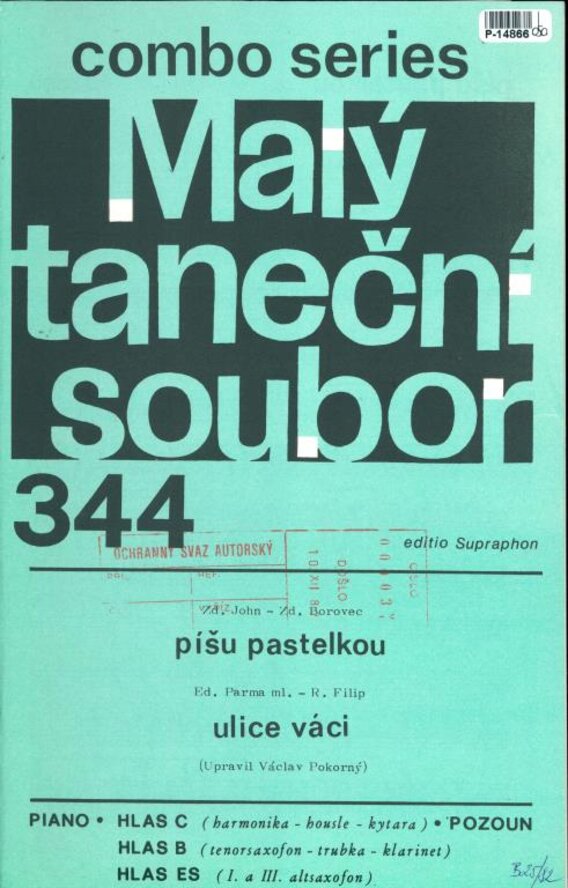 P-14866
combo series
Malý
taneční
soubor
344
OCHRANNÝ SVAZ AUTORSKÝ
editio Supraphon
DOŠLO
ČÍSLO
Zd. John - Zd. Borovec
píšu pastelkou
Ed. Parma ml. - R. Filip
ulice váci
(Upravil Václav Pokorný)
PIANO • HLAS C (harmonika - housle - kytara) • POZOUN
HLAS B (tenorsaxofon - trubka - klarinet)
HLAS ES (I. a III. altsaxofon)